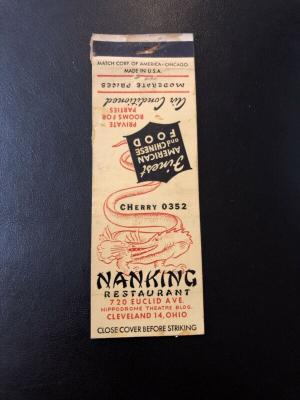 MATCH CORP. OF AMERICA-CHICAGO
MADE IN U.S.A.
MODERATE PRICES
Air Conditioned
PRIVATE
ROOMS FOR
PARTIES
Finest
AMERICAN
and CHINESE
FOOD
CHerry 0352
NANKING
RESTAURANT
720 EUCLID AVE.
HIPPODROME THEATRE BLDG.
CLEVELAND 14, OHIO
CLOSE COVER BEFORE STRIKING